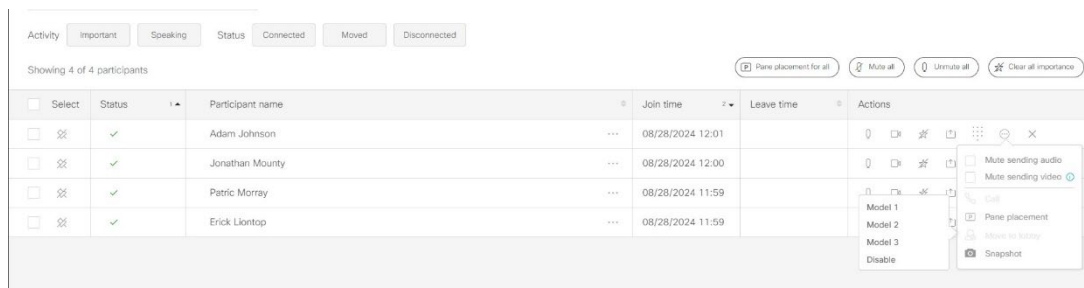 Activity Important Speaking Status Connected Moved Disconnected
Showing 4 of 4 participants P Pane placement for all Mute all Unmute all Clear all importance
Select Status 1 Participant name Join time 2 Leave time Actions
Adam Johnson ... 08/28/2024 12:01
Jonathan Mounty ... 08/28/2024 12:00
Patric Morray ... 08/28/2024 11:59
Erick Liontop ... 08/28/2024 11:59
Mute sending audio
Mute sending video
Call
P Pane placement
Move to lobby
Snapshot
Model 1
Model 2
Model 3
Disable